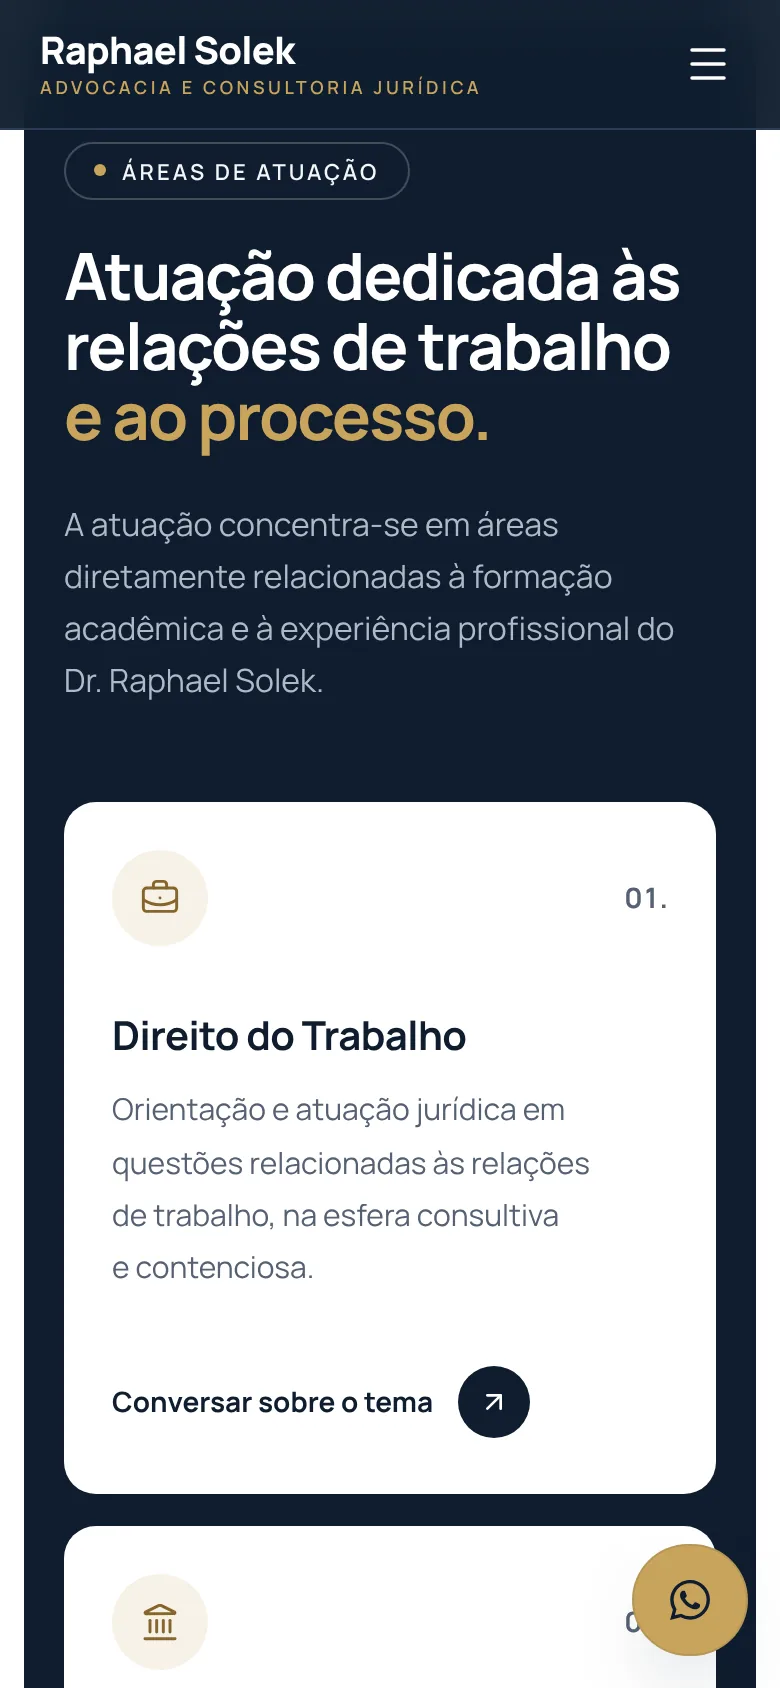 Raphael Solek
ADVOCACIA E CONSULTORIA JURÍDICA
ÁREAS DE ATUAÇÃO
Atuação dedicada às
relações de trabalho
e ao processo.
A atuação concentra-se em áreas
diretamente relacionadas à formação
acadêmica e à experiência profissional do
Dr. Raphael Solek.
01.
Direito do Trabalho
Orientação e atuação jurídica em
questões relacionadas às relações
de trabalho, na esfera consultiva
e contenciosa.
Conversar sobre o tema